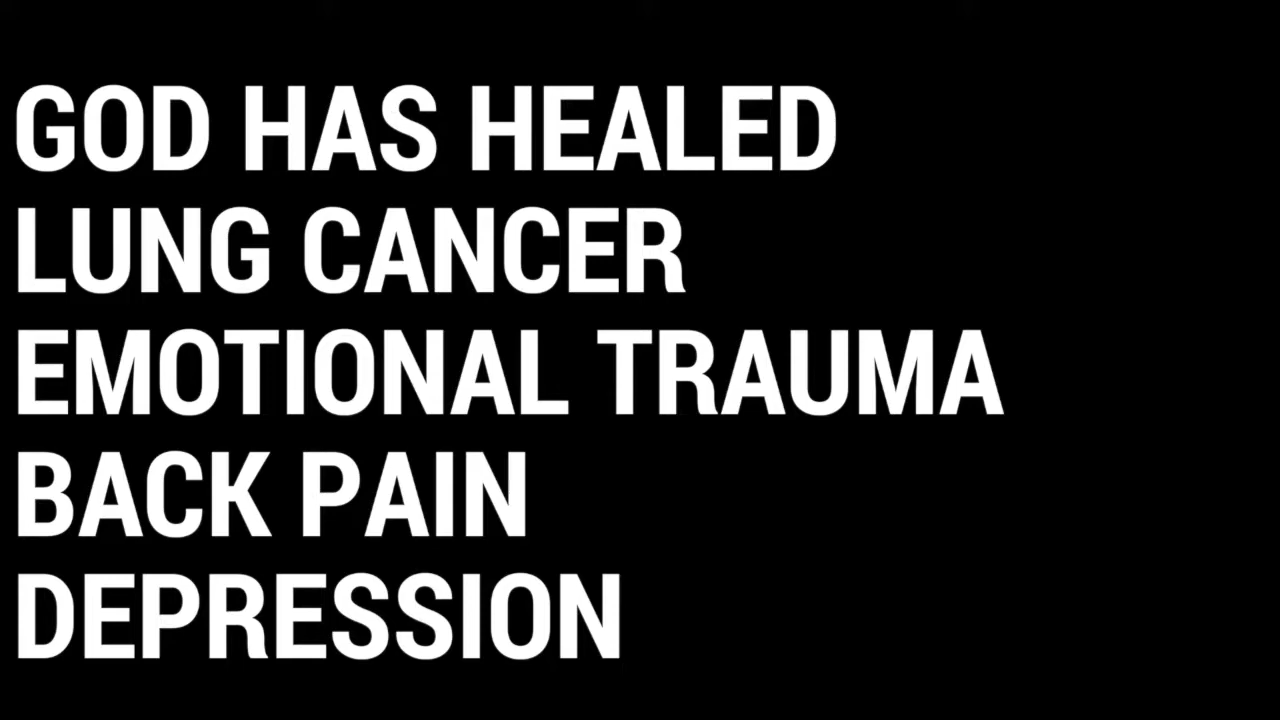 GOD HAS HEALED
LUNG CANCER
EMOTIONAL TRAUMA
BACK PAIN
DEPRESSION